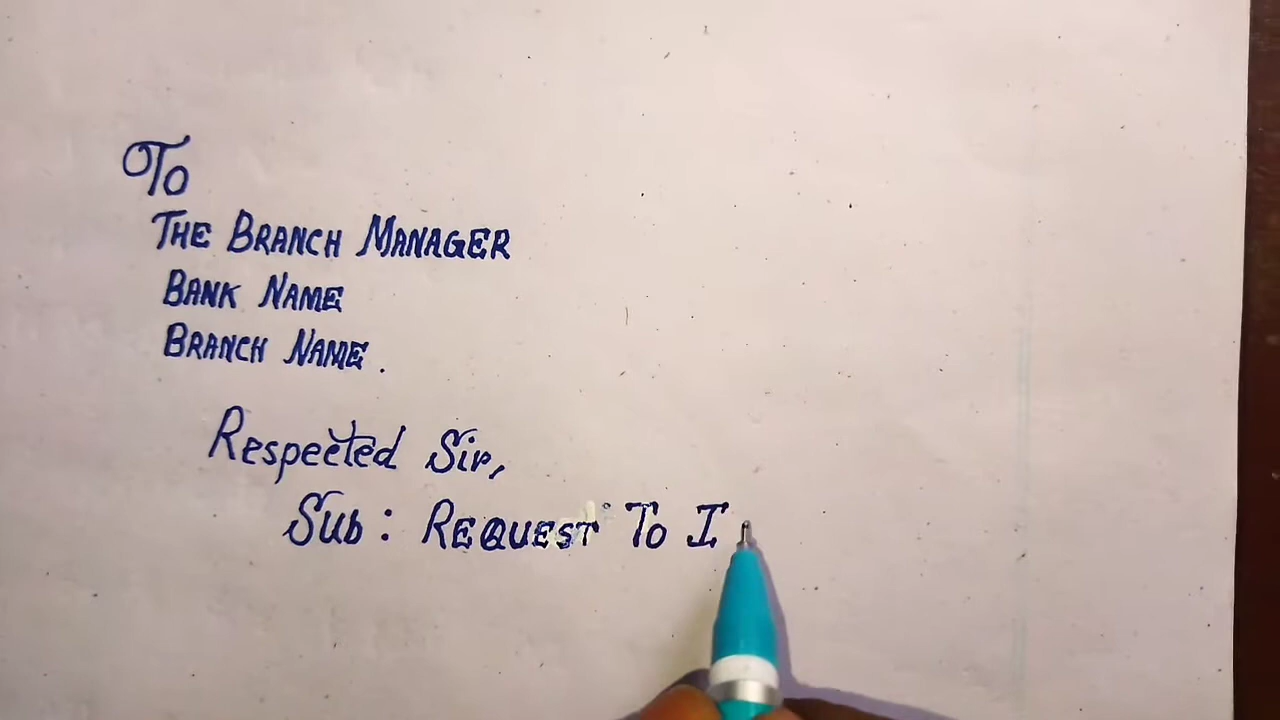 To
The Branch Manager
Bank Name
Branch Name.
Respected Sir,
Sub: Request To I